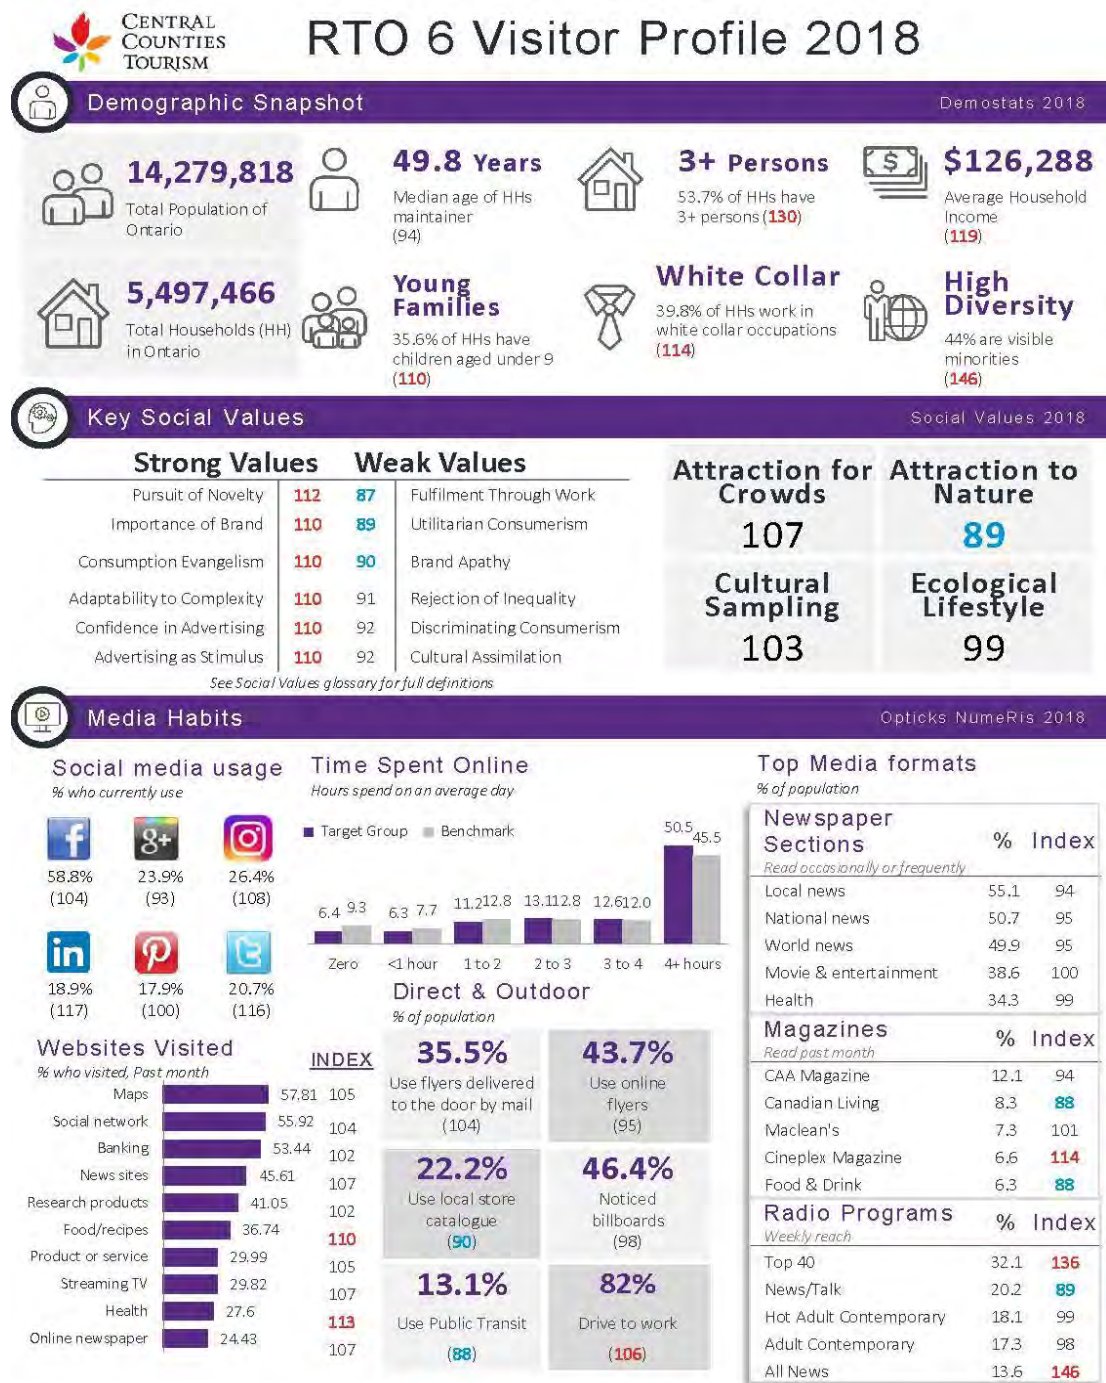 CENTRAL
COUNTIES
TOURISM
RTO 6 Visitor Profile 2018
Demographic Snapshot
Demostats 2018
14,279,818
Total Population of
Ontario
49.8 Years
Median age of HHs
maintainer
(94)
3+ Persons
53.7% of HHs have
3+ persons (130)
$126,288
Average Household
Income
(119)
5,497,466
Total Households (HH)
in Ontario
Young
Families
35.6% of HHs have
children aged under 9
(110)
White Collar
39.8% of HHs work in
white collar occupations
(114)
High
Diversity
44% are visible
minorities
(146)
Key Social Values
Social Values 2018
Strong Values Weak Values
Pursuit of Novelty 112 87 Fulfilment Through Work
Importance of Brand 110 89 Utilitarian Consumerism
Consumption Evangelism 110 90 Brand Apathy
Adaptability to Complexity 110 91 Rejection of Inequality
Confidence in Advertising 110 92 Discriminating Consumerism
Advertising as Stimulus 110 92 Cultural Assimilation
See Social Values glossary for full definitions
Attraction for
Crowds
107
Attraction to
Nature
89
Cultural
Sampling
103
Ecological
Lifestyle
99
Media Habits
Opticks NumeRis 2018
Social media usage
% who currently use
f g+
58.8% 23.9% 26.4%
(104) (93) (108)
in
18.9% 17.9% 20.7%
(117) (100) (116)
Time Spent Online
Hours spend on an average day
Target Group Benchmark
6.4 9.3 6.3 7.7 11.2 12.8 13.1 12.8 12.6 12.0 50.5 45.5
Zero <1 hour 1 to 2 2 to 3 3 to 4 4+ hours
Websites Visited
% who visited, Past month
INDEX
Maps 57.81 105
Social network 55.92 104
Banking 53.44 102
News sites 45.61 107
Research products 41.05 102
Food/recipes 36.74 110
Product or service 29.99 105
Streaming TV 29.82 107
Health 27.6 113
Online newspaper 24.43 107
Direct & Outdoor
% of population
35.5%
Use flyers delivered
to the door by mail
(104)
43.7%
Use online
flyers
(95)
22.2%
Use local store
catalogue
(90)
46.4%
Noticed
billboards
(98)
13.1%
Use Public Transit
(88)
82%
Drive to work
(106)
Top Media formats
% of population
Newspaper
Sections % Index
Read occasionally or frequently
Local news 55.1 94
National news 50.7 95
World news 49.9 95
Movie & entertainment 38.6 100
Health 34.3 99
Magazines % Index
Read past month
CAA Magazine 12.1 94
Canadian Living 8.3 88
Maclean's 7.3 101
Cineplex Magazine 6.6 114
Food & Drink 6.3 88
Radio Programs % Index
Weekly reach
Top 40 32.1 136
News/Talk 20.2 89
Hot Adult Contemporary 18.1 99
Adult Contemporary 17.3 98
All News 13.6 146